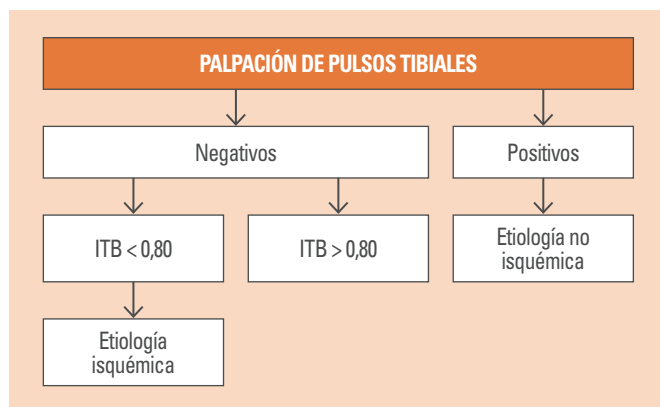 PALPACIÓN DE PULSOS TIBIALES
Negativos
Positivos
ITB < 0,80
ITB > 0,80
Etiología no
isquémica
Etiología
isquémica